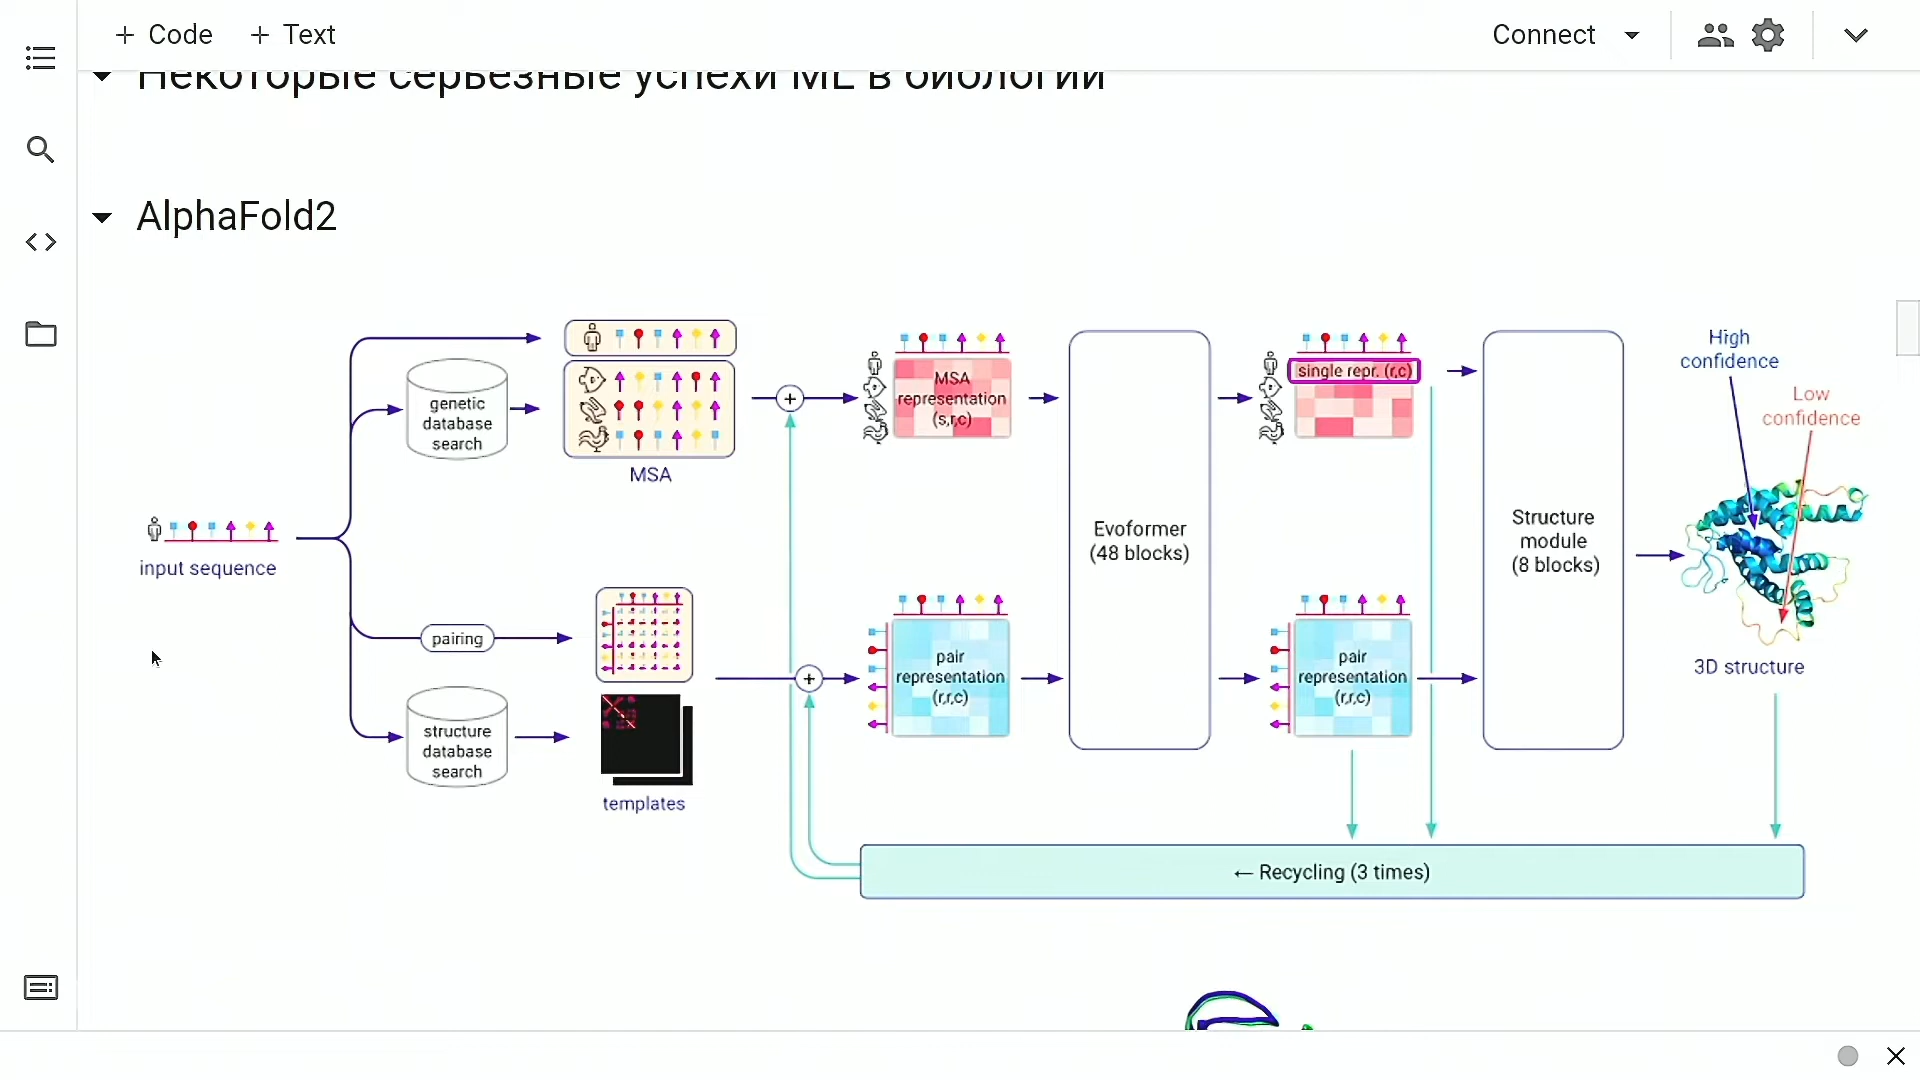 + Code + Text
Connect
Некоторые серьезные успехи ML в биологии
AlphaFold2
input sequence
genetic
database
search
MSA
pairing
structure
database
search
templates
+
+
MSA
representation
(s,r,c)
pair
representation
(r,r,c)
Evoformer
(48 blocks)
single repr. (r,c)
pair
representation
(r,r,c)
Structure
module
(8 blocks)
High
confidence
Low
confidence
3D structure
← Recycling (3 times)